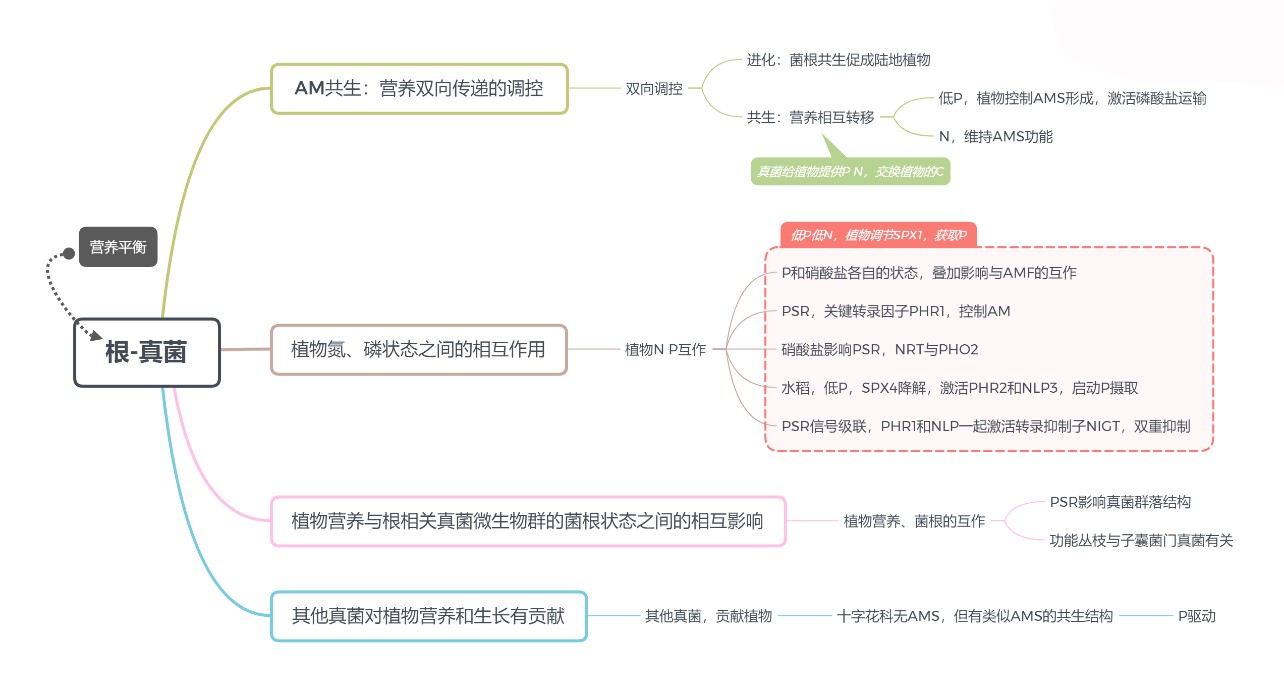 营养平衡
根-真菌
AM共生：营养双向传递的调控
双向调控
进化：菌根共生促成陆地植物
共生：营养相互转移
低P，植物控制AMS形成，激活磷酸盐运输
N，维持AMS功能
真菌给植物提供P N，交换植物的C
植物氮、磷状态之间的相互作用
植物N P互作
低P低N，植物调节SPX1，获取P
P和硝酸盐各自的状态，叠加影响与AMF的互作
PSR，关键转录因子PHR1，控制AM
硝酸盐影响PSR，NRT与PHO2
水稻，低P，SPX4降解，激活PHR2和NLP3，启动P摄取
PSR信号级联，PHR1和NLP一起激活转录抑制子NIGT，双重抑制
植物营养与根相关真菌微生物群的菌根状态之间的相互影响
植物营养、菌根的互作
PSR影响真菌群落结构
功能丛枝与子囊菌门真菌有关
其他真菌对植物营养和生长有贡献
其他真菌，贡献植物
十字花科无AMS，但有类似AMS的共生结构
P驱动